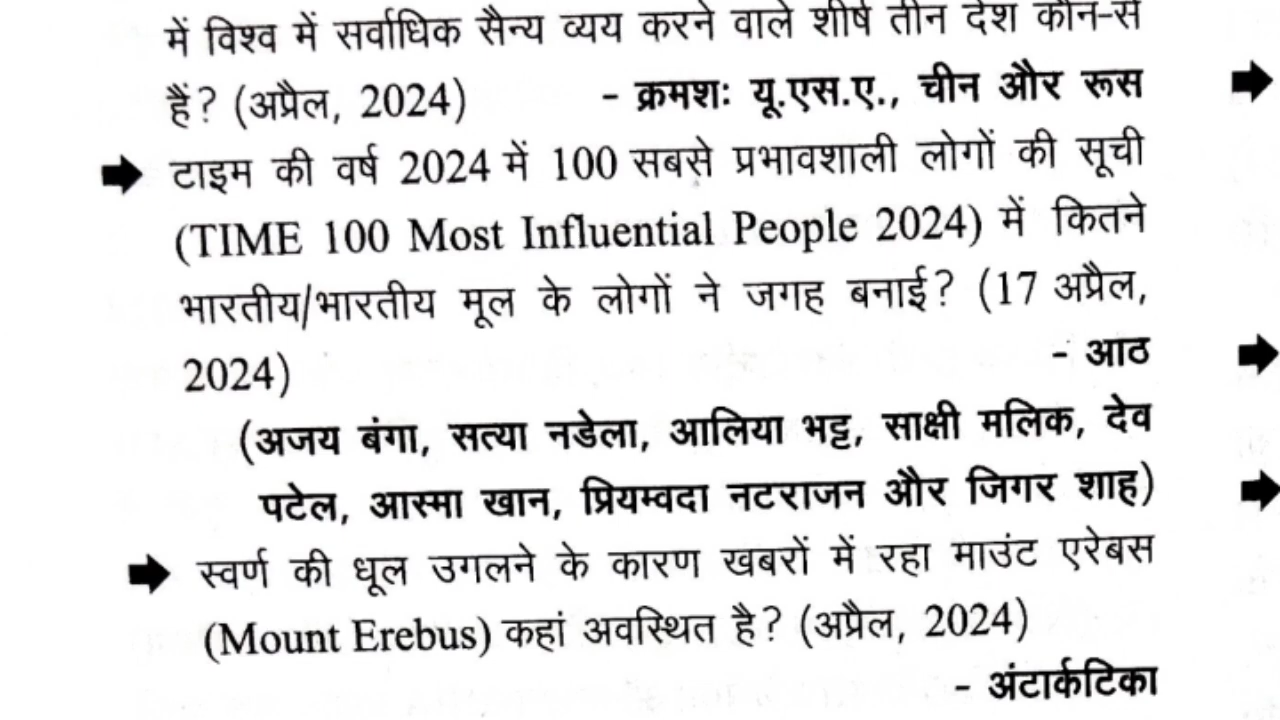 में विश्व में सर्वाधिक सैन्य व्यय करने वाले शीर्ष तीन देश कौन-से
हैं? (अप्रैल, 2024) - क्रमशः यू.एस.ए., चीन और रूस
टाइम की वर्ष 2024 में 100 सबसे प्रभावशाली लोगों की सूची
(TIME 100 Most Influential People 2024) में कितने
भारतीय/भारतीय मूल के लोगों ने जगह बनाई? (17 अप्रैल,
2024) - आठ
(अजय बंगा, सत्या नडेला, आलिया भट्ट, साक्षी मलिक, देव
पटेल, आस्मा खान, प्रियम्वदा नटराजन और जिगर शाह)
स्वर्ण की धूल उगलने के कारण खबरों में रहा माउंट एरेबस
(Mount Erebus) कहां अवस्थित है? (अप्रैल, 2024)
- अंटार्कटिका